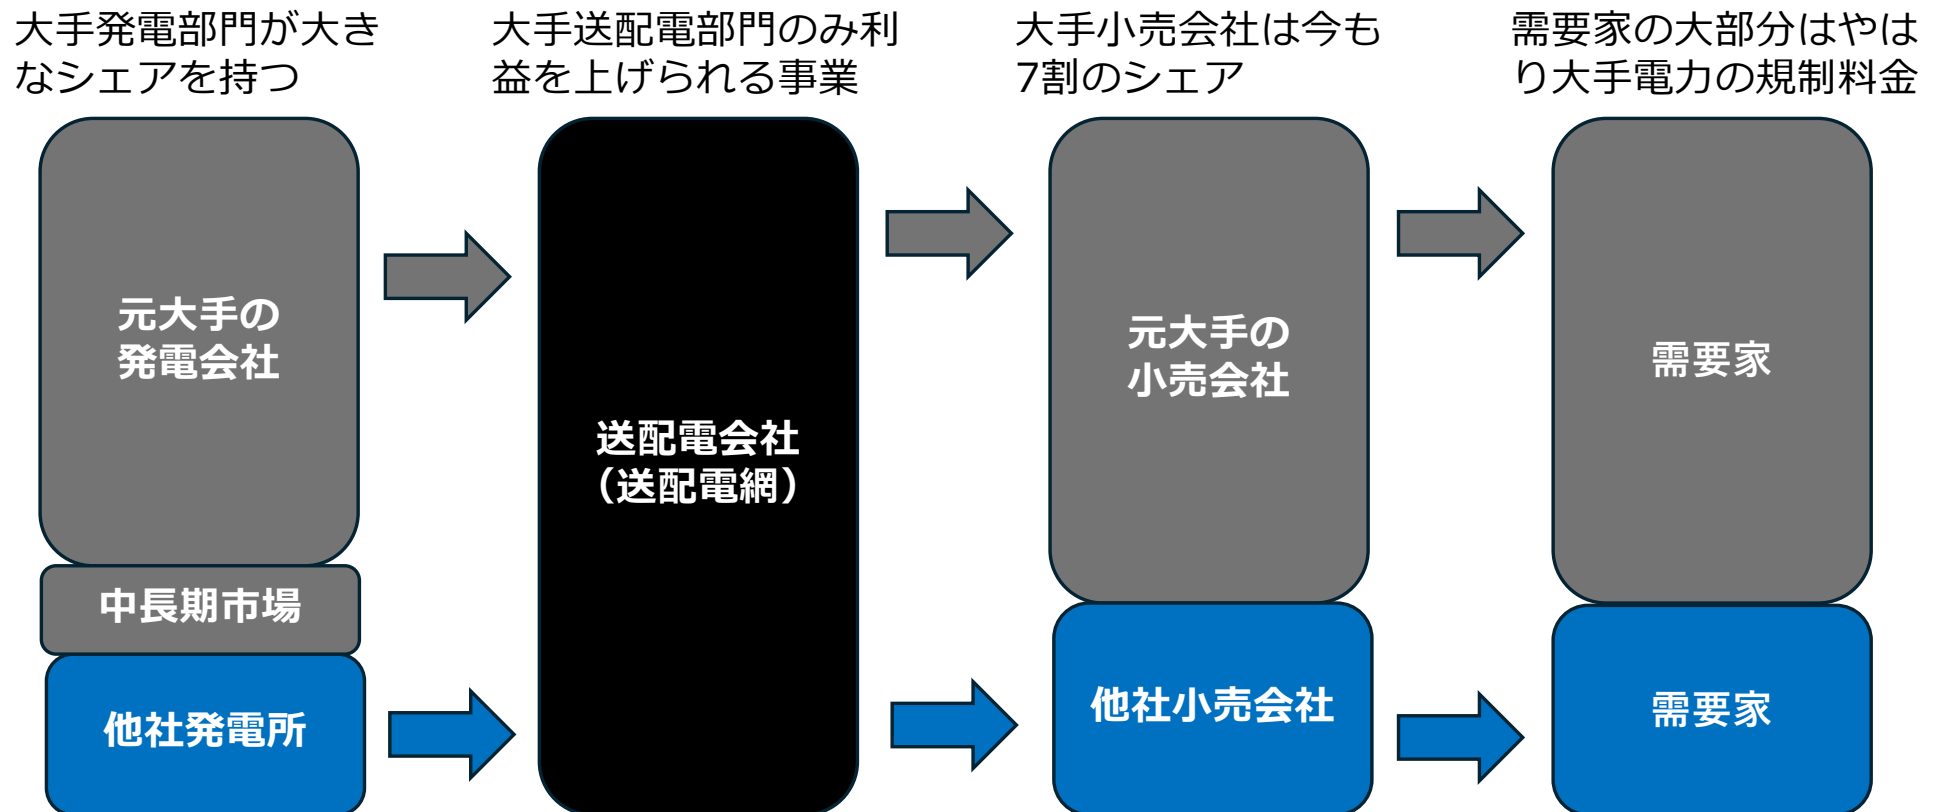 大手発電部門が大き
なシェアを持つ
大手送配電部門のみ利
益を上げられる事業
大手小売会社は今も
7割のシェア
需要家の大部分はやは
り大手電力の規制料金
元大手の
発電会社
中長期市場
他社発電所
送配電会社
（送配電網）
元大手の
小売会社
他社小売会社
需要家
需要家